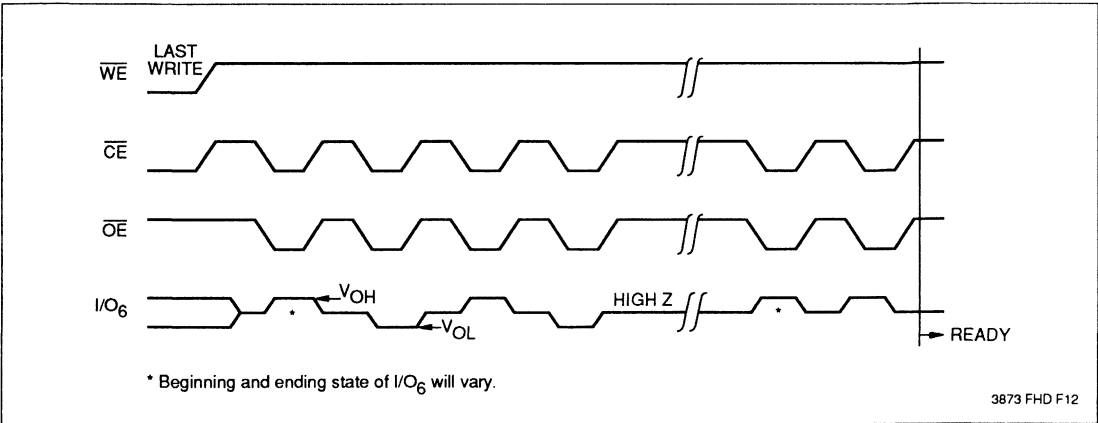 LAST
WRITE
WE
CE
OE
I/O6
VOH
*
VOL
HIGH Z
*
READY
* Beginning and ending state of I/O6 will vary.
3873 FHD F12